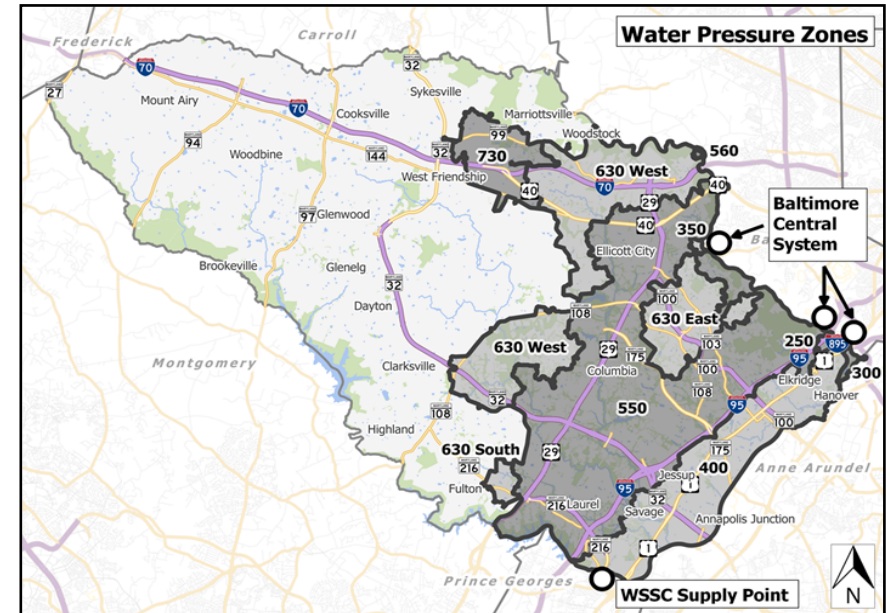 Water Pressure Zones
Frederick
Carroll
70
32
27
Mount Airy
Sykesville
70
Cooksville
Marriottsville
99
Woodstock
94
Woodbine
144
32
730
560
West Friendship
630 West
40
70
40
29
97
Glenwood
40
350
Baltimore
Central
System
Ba
Ellicott City
Brookeville
Glenelg
32
100
Dayton
108
630 East
630 West
250
895
29
175
103
95
1
Montgomery
Clarksville
Columbia
100
300
Elkridge
32
108
95
Hanover
550
108
100
Highland
630 South
29
175
400
Anne Arundel
216
Jessup
1
Fulton
95
32
216
Laurel
Savage
Annapolis Junction
216
1
Prince Georges
WSSC Supply Point
N